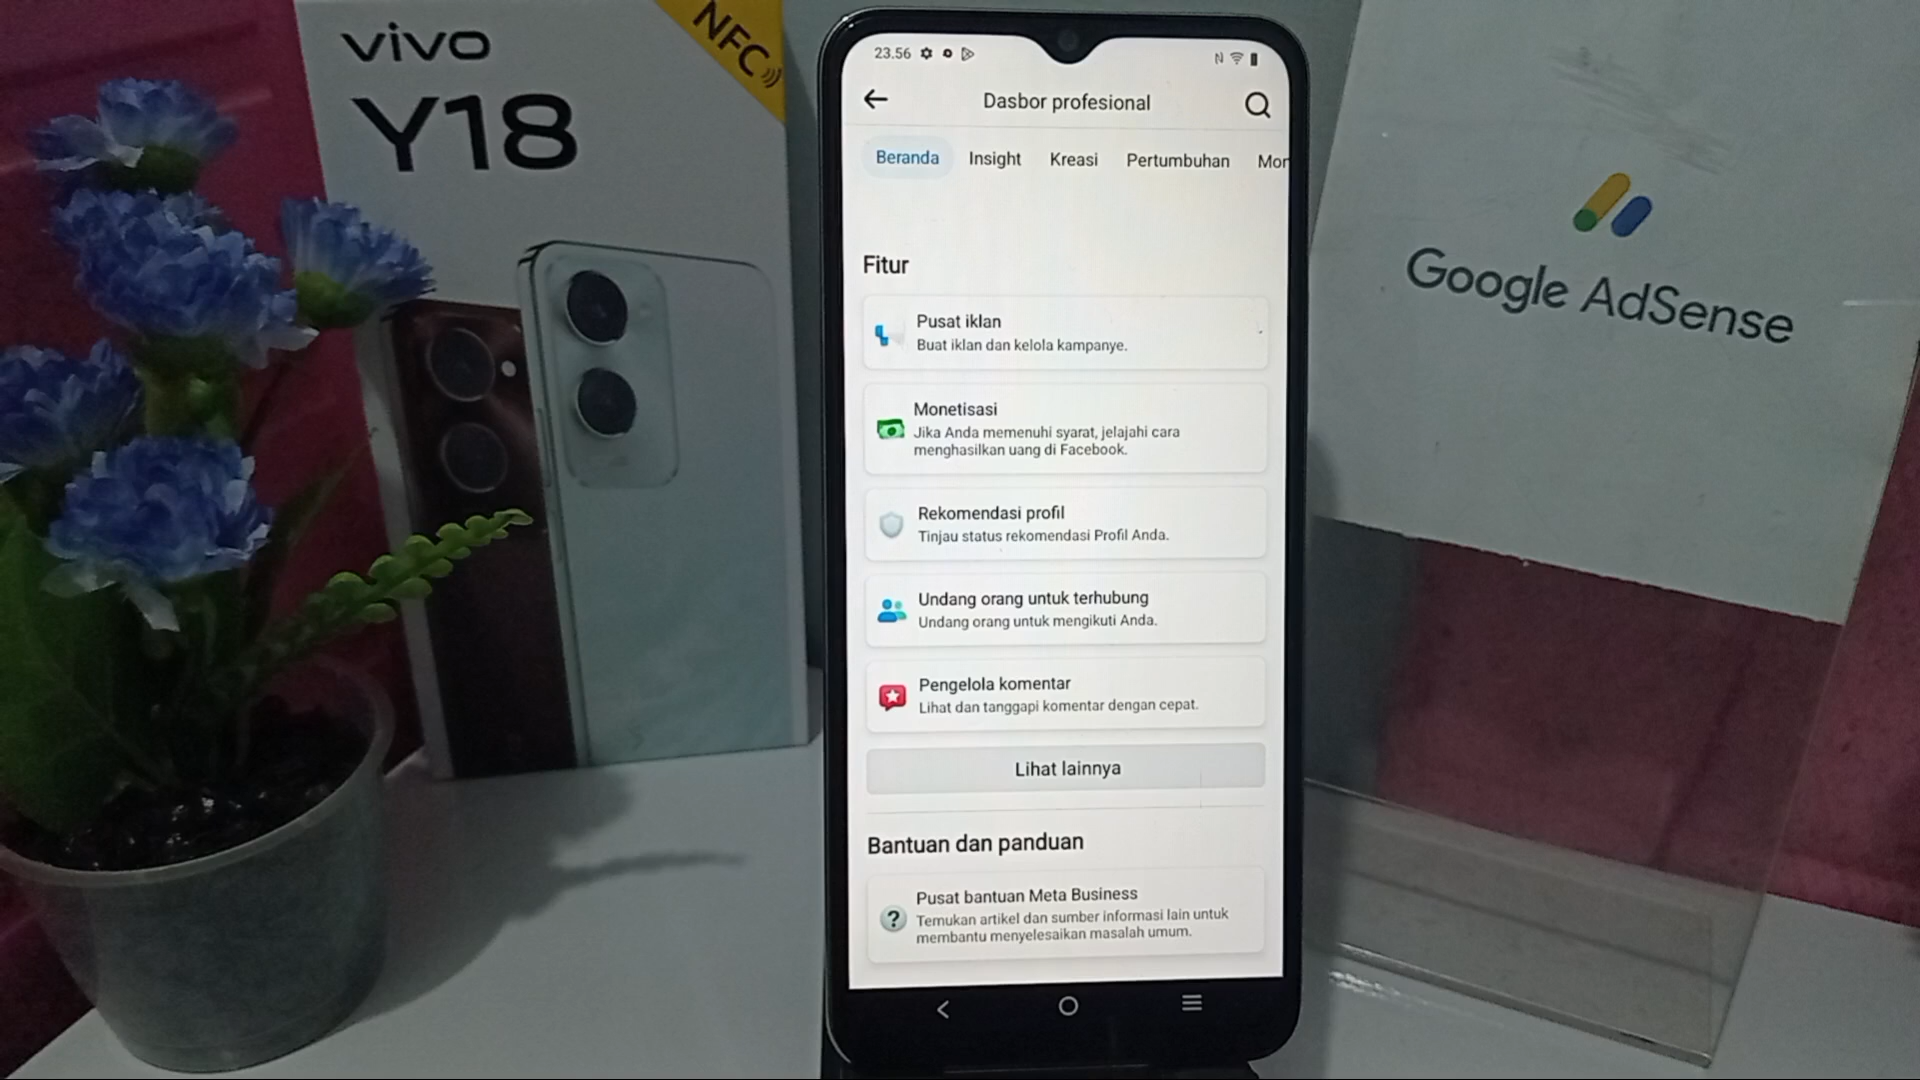 vivo
Y18
NFC
23.56
Dasbor profesional
Beranda Insight Kreasi Pertumbuhan Mor
Fitur
Pusat iklan
Buat iklan dan kelola kampanye.
Monetisasi
Jika Anda memenuhi syarat, jelajahi cara
menghasilkan uang di Facebook.
Rekomendasi profil
Tinjau status rekomendasi Profil Anda.
Undang orang untuk terhubung
Undang orang untuk mengikuti Anda.
Pengelola komentar
Lihat dan tanggapi komentar dengan cepat.
Lihat lainnya
Bantuan dan panduan
Pusat bantuan Meta Business
Temukan artikel dan sumber informasi lain untuk
membantu menyelesaikan masalah umum.
Google AdSense